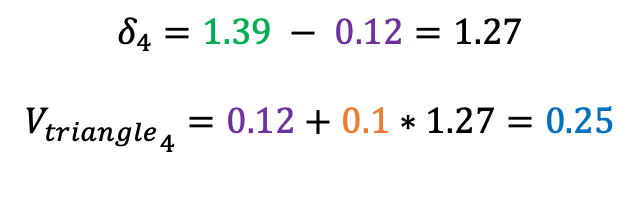 δ₄ = 1.39 − 0.12 = 1.27
V_triangle₄ = 0.12 + 0.1 * 1.27 = 0.25